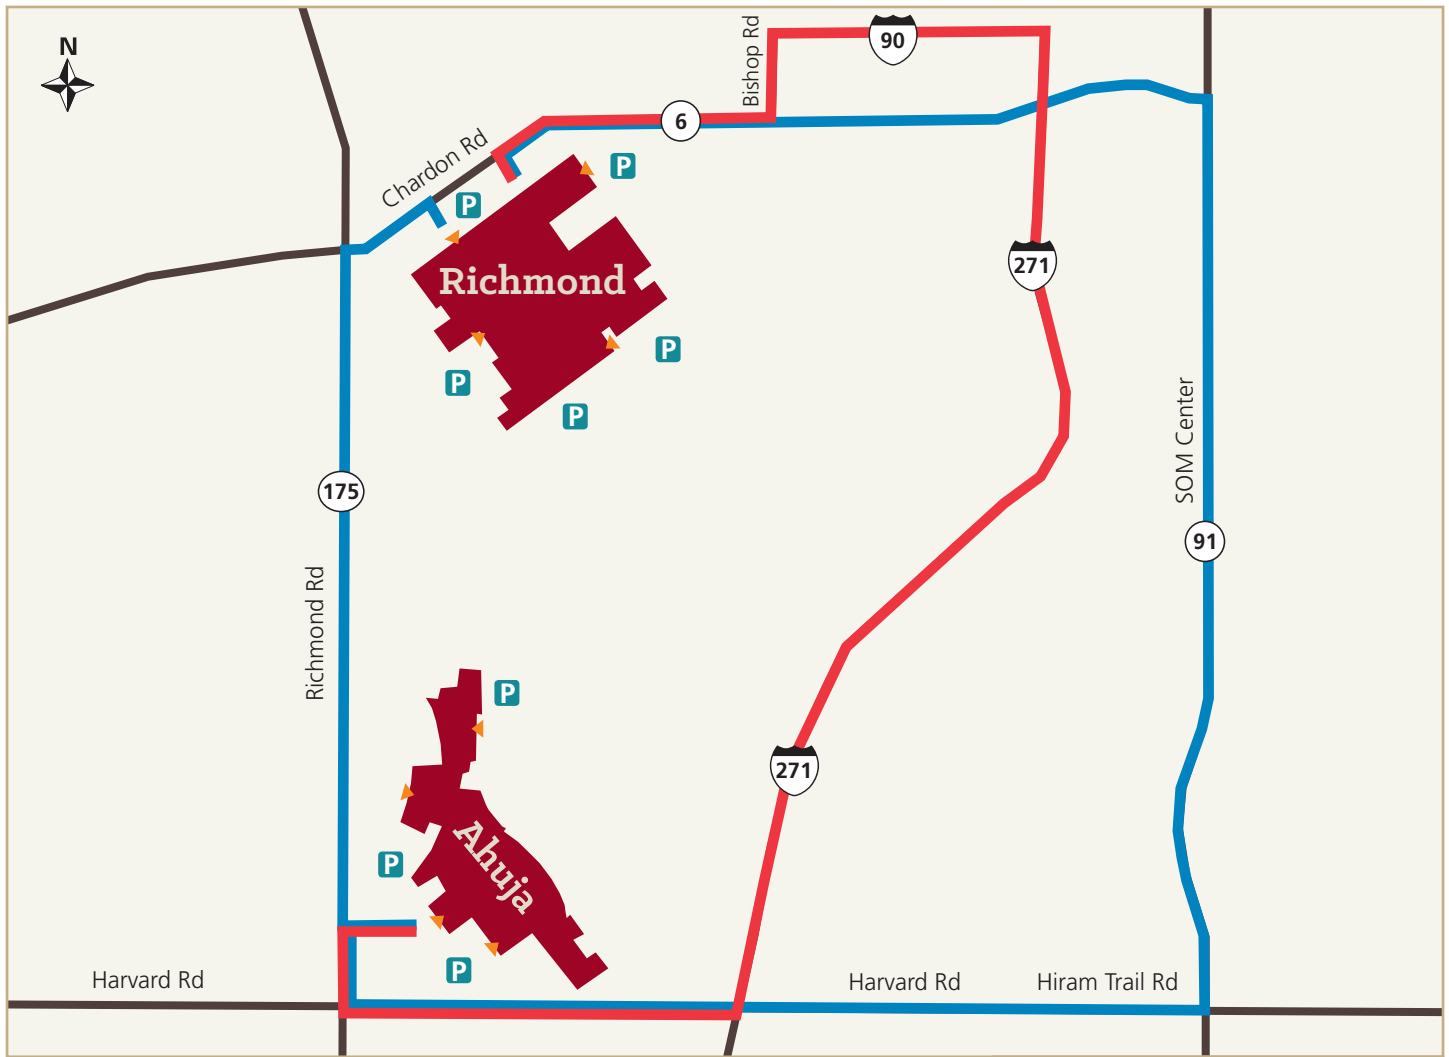 N
Bishop Rd
90
6
Chardon Rd
P
P
Richmond
271
P
P
P
SOM Center
175
91
Richmond Rd
P
271
Ahuja
P
P
Harvard Rd
Harvard Rd
Hiram Trail Rd